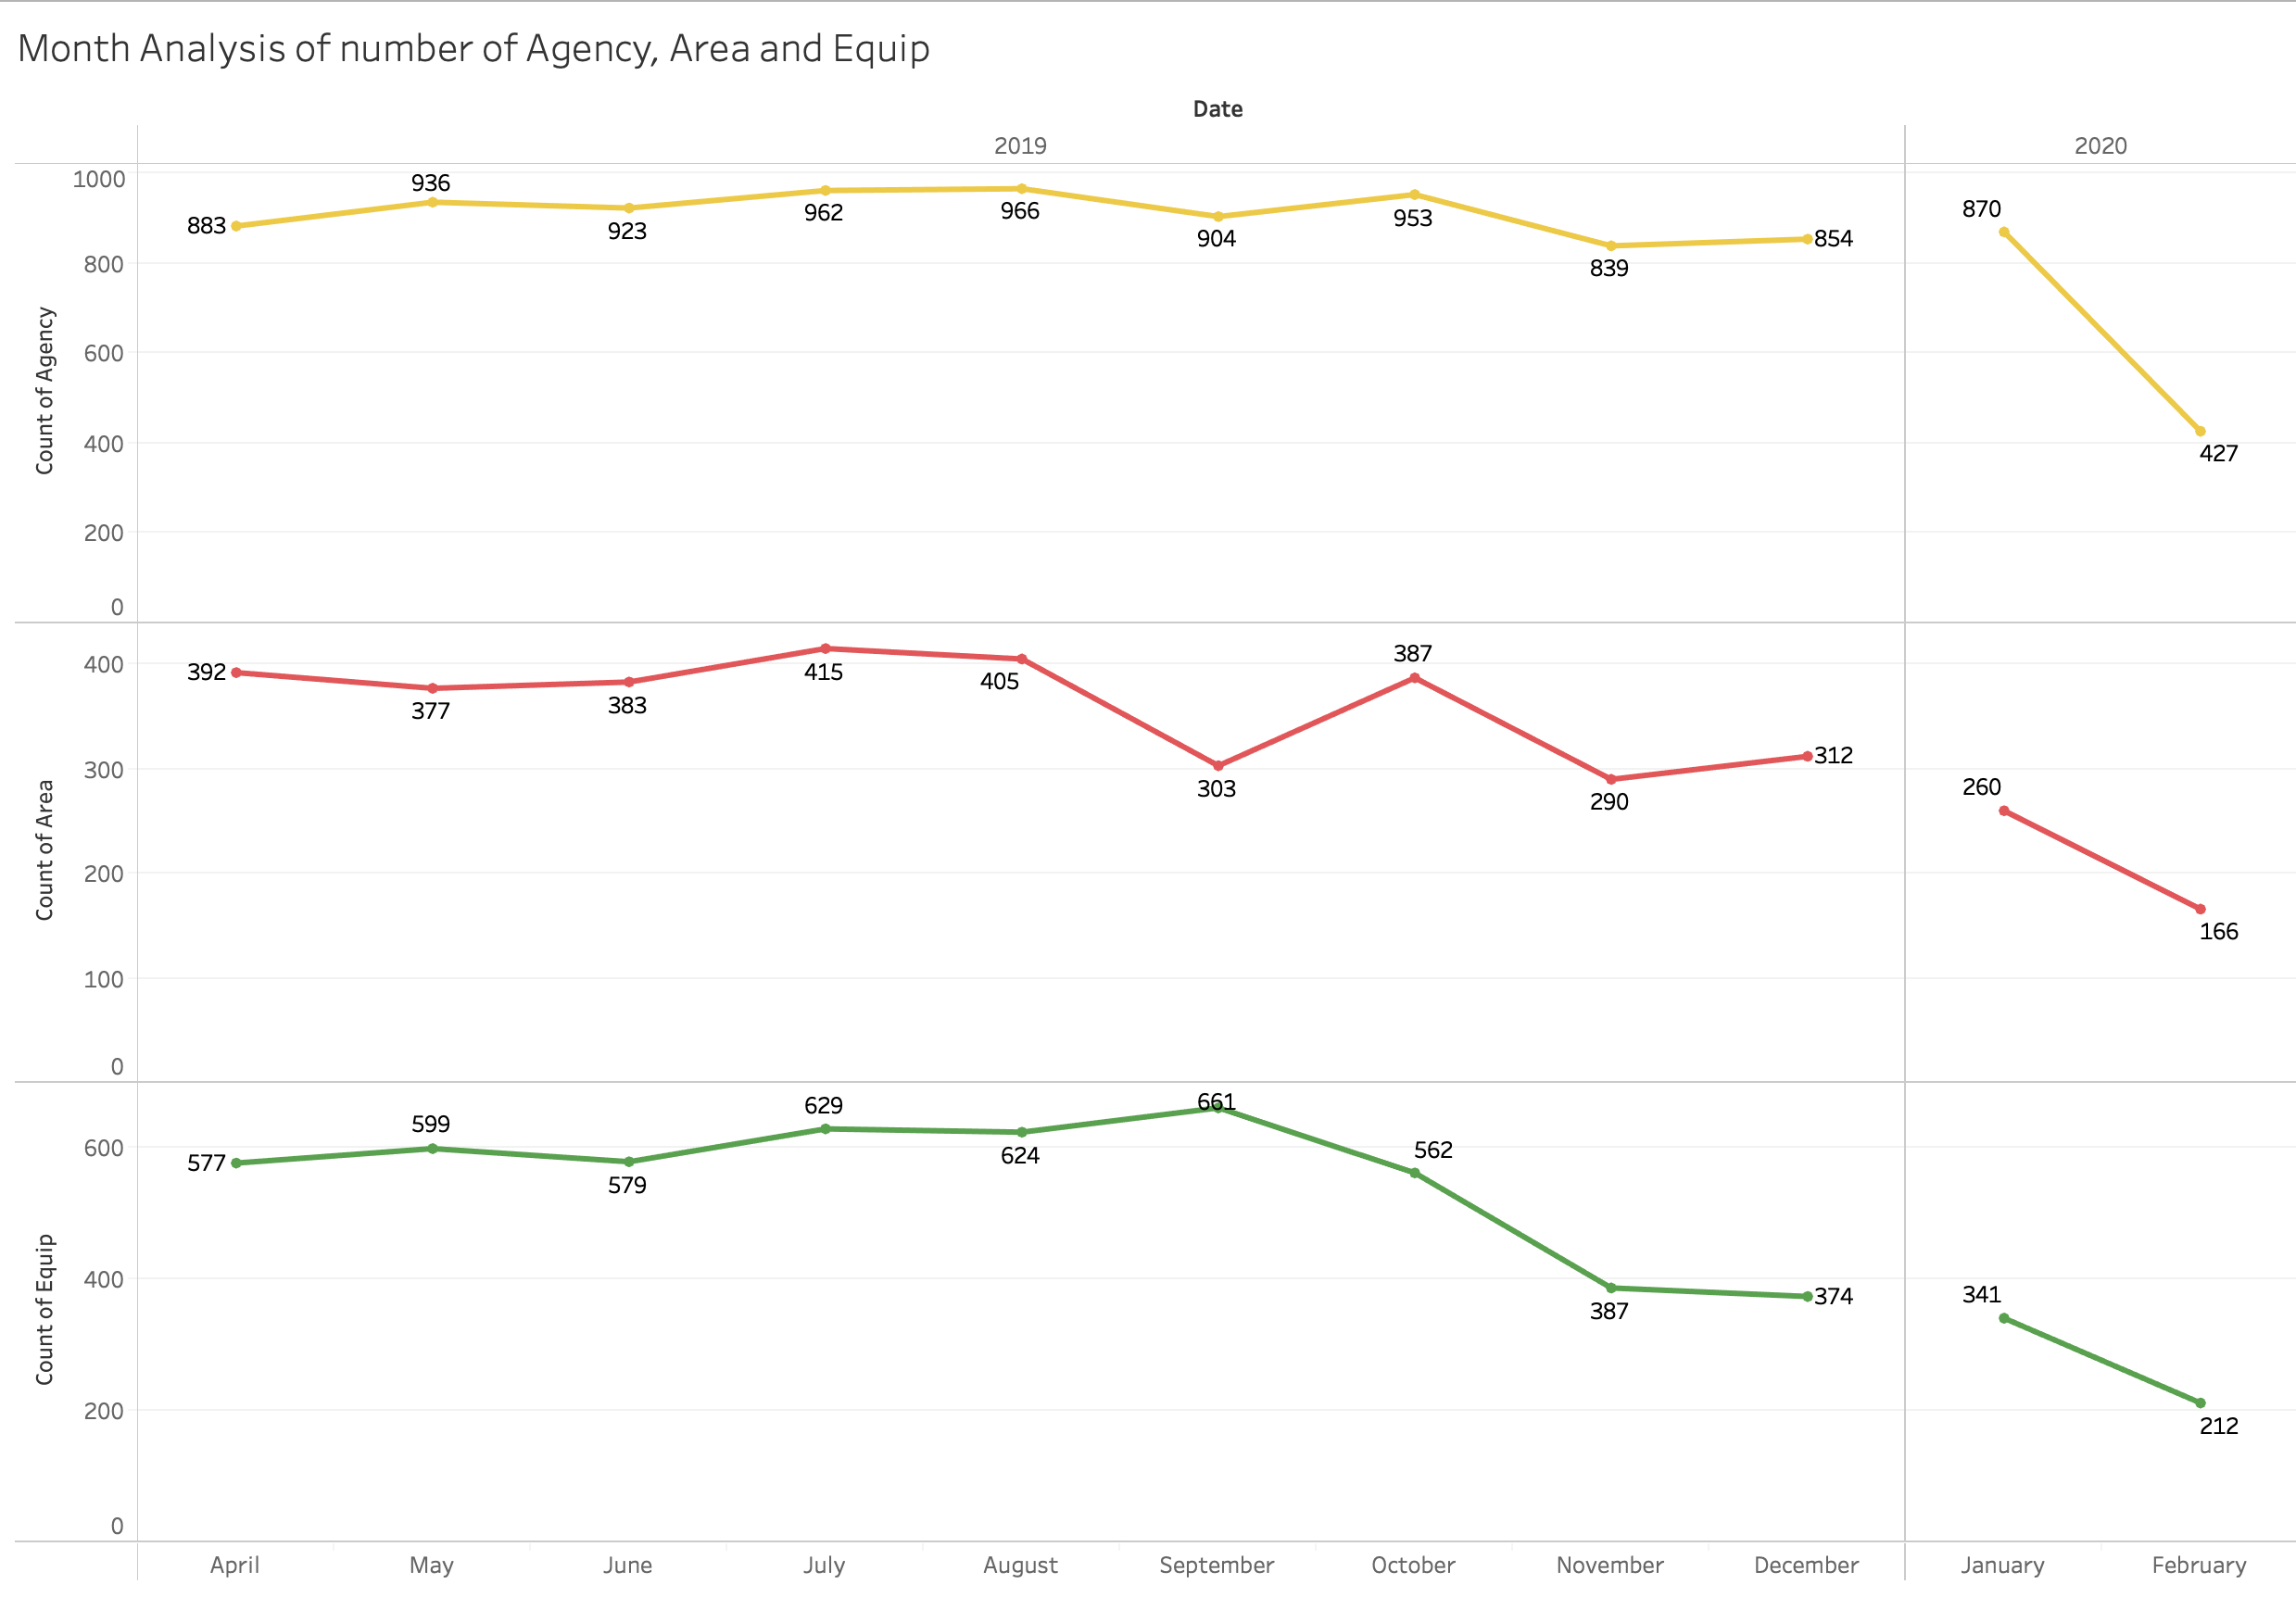 Month Analysis of number of Agency, Area and Equip
Date
2019 2020
Count of Agency
1000
800
600
400
200
0
883 936 923 962 966 904 953 839 854 870 427
Count of Area
400
300
200
100
0
392 377 383 415 405 303 387 290 312 260 166
Count of Equip
600
400
200
0
577 599 579 629 624 661 562 387 374 341 212
April May June July August September October November December January February